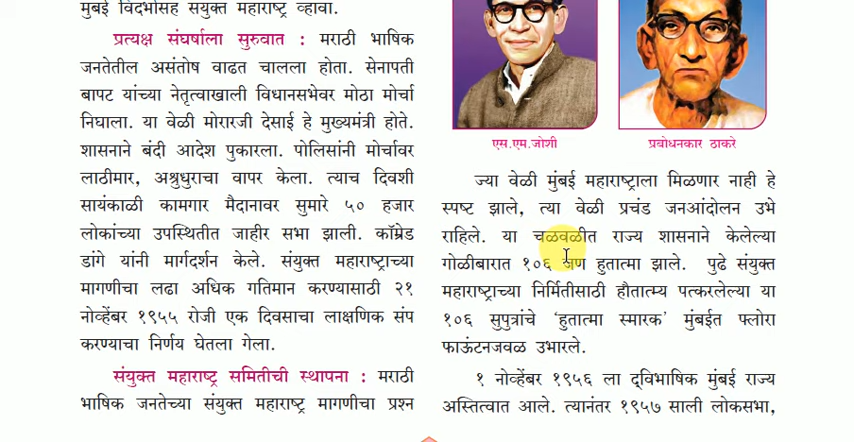 मुंबई विदर्भासह संयुक्त महाराष्ट्र व्हावा.
प्रत्यक्ष संघर्षाला सुरुवात : मराठी भाषिक
जनतेतील असंतोष वाढत चालला होता. सेनापती
बापट यांच्या नेतृत्वाखाली विधानसभेवर मोठा मोर्चा
निघाला. या वेळी मोरारजी देसाई हे मुख्यमंत्री होते.
शासनाने बंदी आदेश पुकारला. पोलिसांनी मोर्चावर
लाठीमार, अश्रुधुराचा वापर केला. त्याच दिवशी
सायंकाळी कामगार मैदानावर सुमारे ५० हजार
लोकांच्या उपस्थितीत जाहीर सभा झाली. कॉम्रेड
डांगे यांनी मार्गदर्शन केले. संयुक्त महाराष्ट्राच्या
मागणीचा लढा अधिक गतिमान करण्यासाठी २१
नोव्हेंबर १९५५ रोजी एक दिवसाचा लाक्षणिक संप
करण्याचा निर्णय घेतला गेला.
संयुक्त महाराष्ट्र समितीची स्थापना : मराठी
भाषिक जनतेच्या संयुक्त महाराष्ट्र मागणीचा प्रश्न
एस.एम.जोशी
प्रबोधनकार ठाकरे
ज्या वेळी मुंबई महाराष्ट्राला मिळणार नाही हे
स्पष्ट झाले, त्या वेळी प्रचंड जनआंदोलन उभे
राहिले. या चळवळीत राज्य शासनाने केलेल्या
गोळीबारात १०६ जण हुतात्मा झाले. पुढे संयुक्त
महाराष्ट्राच्या निर्मितीसाठी हौतात्म्य पत्करलेल्या या
१०६ सुपुत्रांचे 'हुतात्मा स्मारक' मुंबईत फ्लोरा
फाऊंटनजवळ उभारले.
१ नोव्हेंबर १९५६ ला द्‌विभाषिक मुंबई राज्य
अस्तित्वात आले. त्यानंतर १९५७ साली लोकसभा,